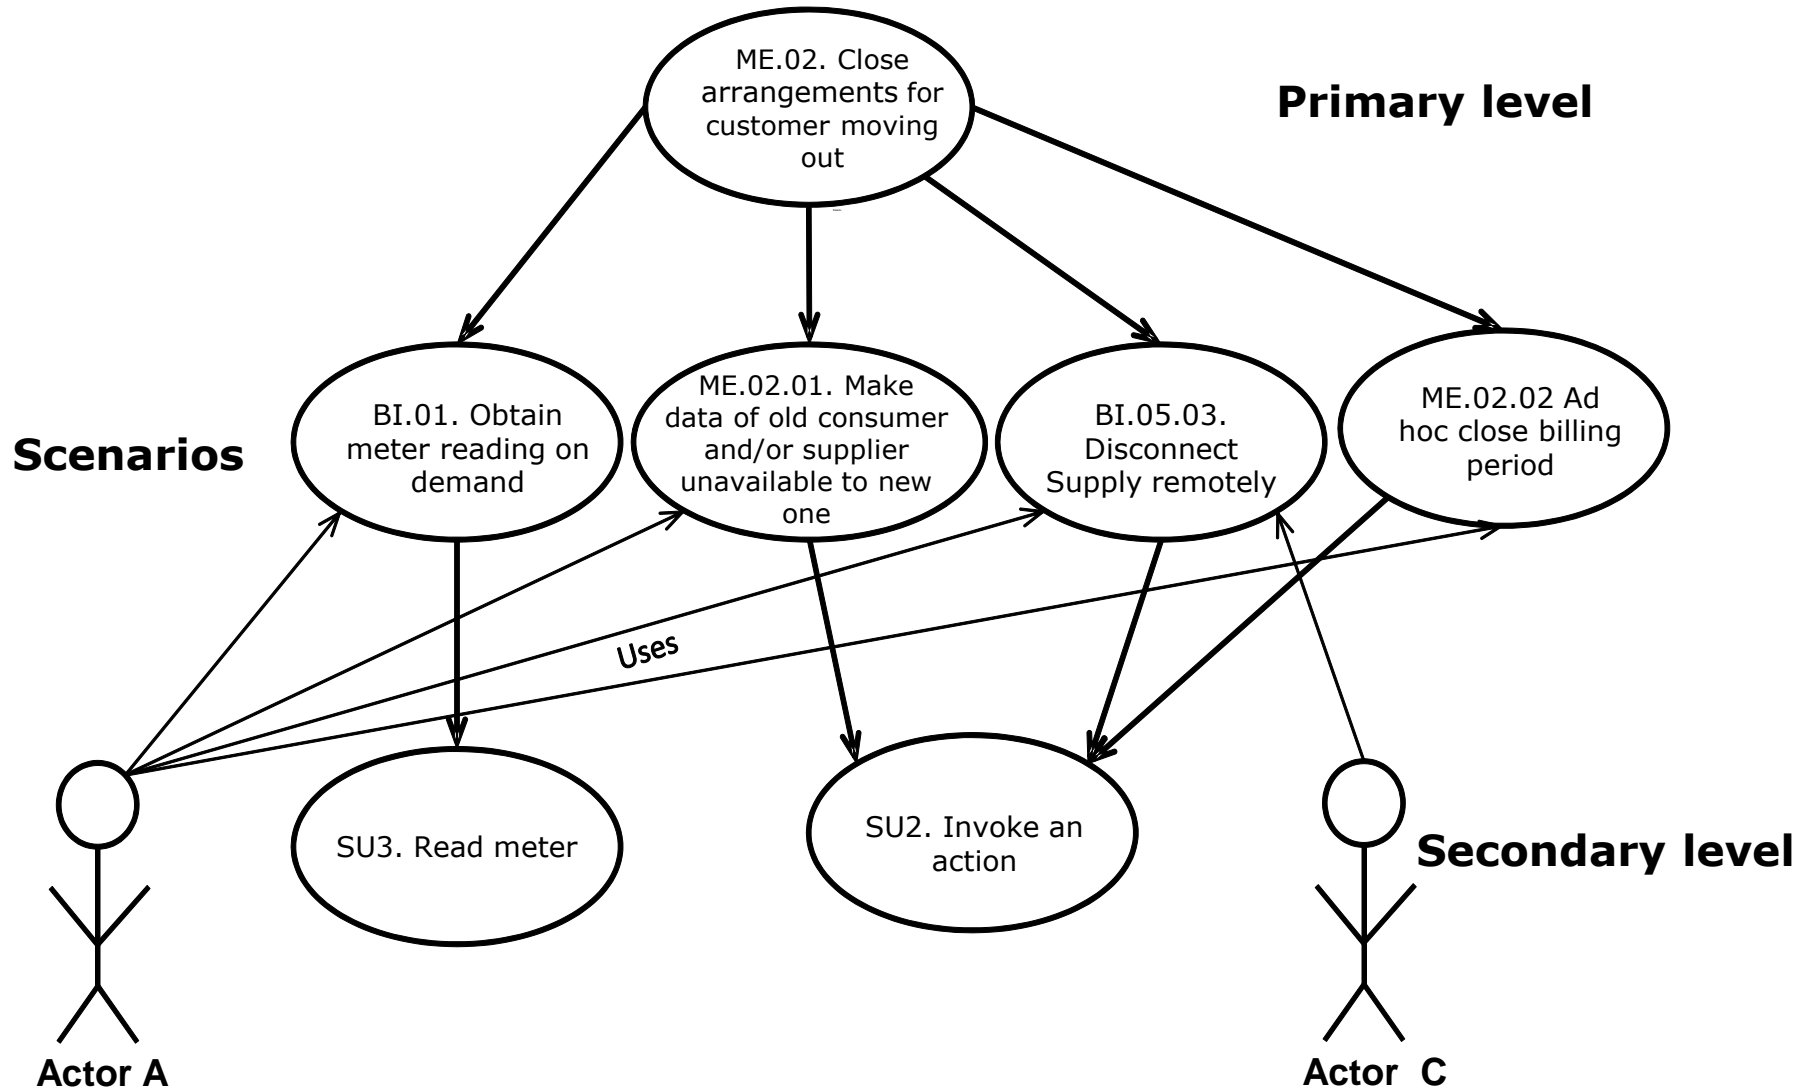 ME.02. Close
arrangements for
customer moving
out
Primary level
Scenarios
BI.01. Obtain
meter reading on
demand
ME.02.01. Make
data of old consumer
and/or supplier
unavailable to new
one
BI.05.03.
Disconnect
Supply remotely
ME.02.02 Ad
hoc close billing
period
Uses
SU3. Read meter
SU2. Invoke an
action
Secondary level
Actor A
Actor  C